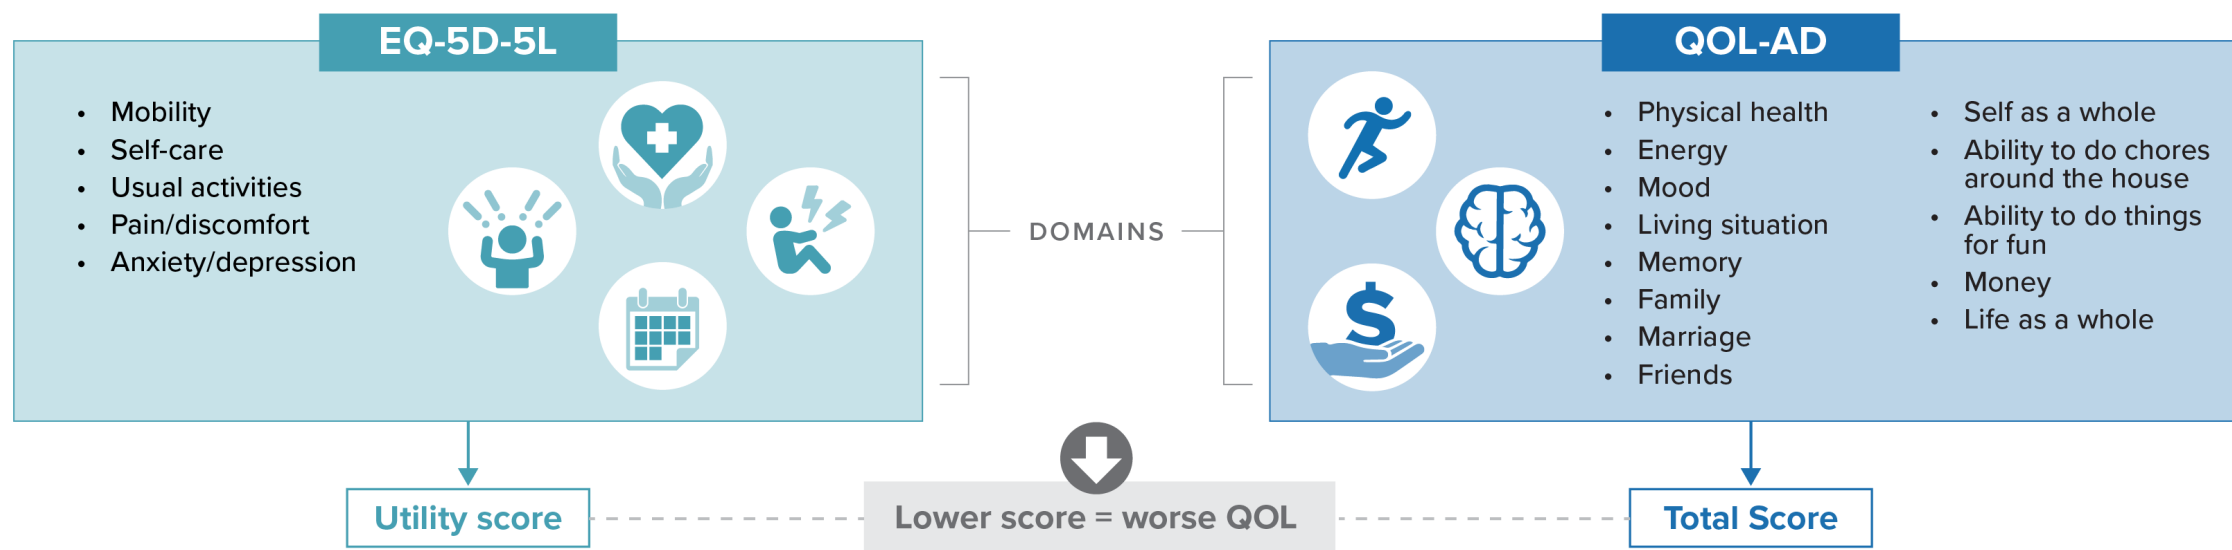 EQ-5D-5L
• Mobility
• Self-care
• Usual activities
• Pain/discomfort
• Anxiety/depression
DOMAINS
QOL-AD
• Physical health
• Energy
• Mood
• Living situation
• Memory
• Family
• Marriage
• Friends
• Self as a whole
• Ability to do chores
around the house
• Ability to do things
for fun
• Money
• Life as a whole
Utility score
Lower score = worse QOL
Total Score